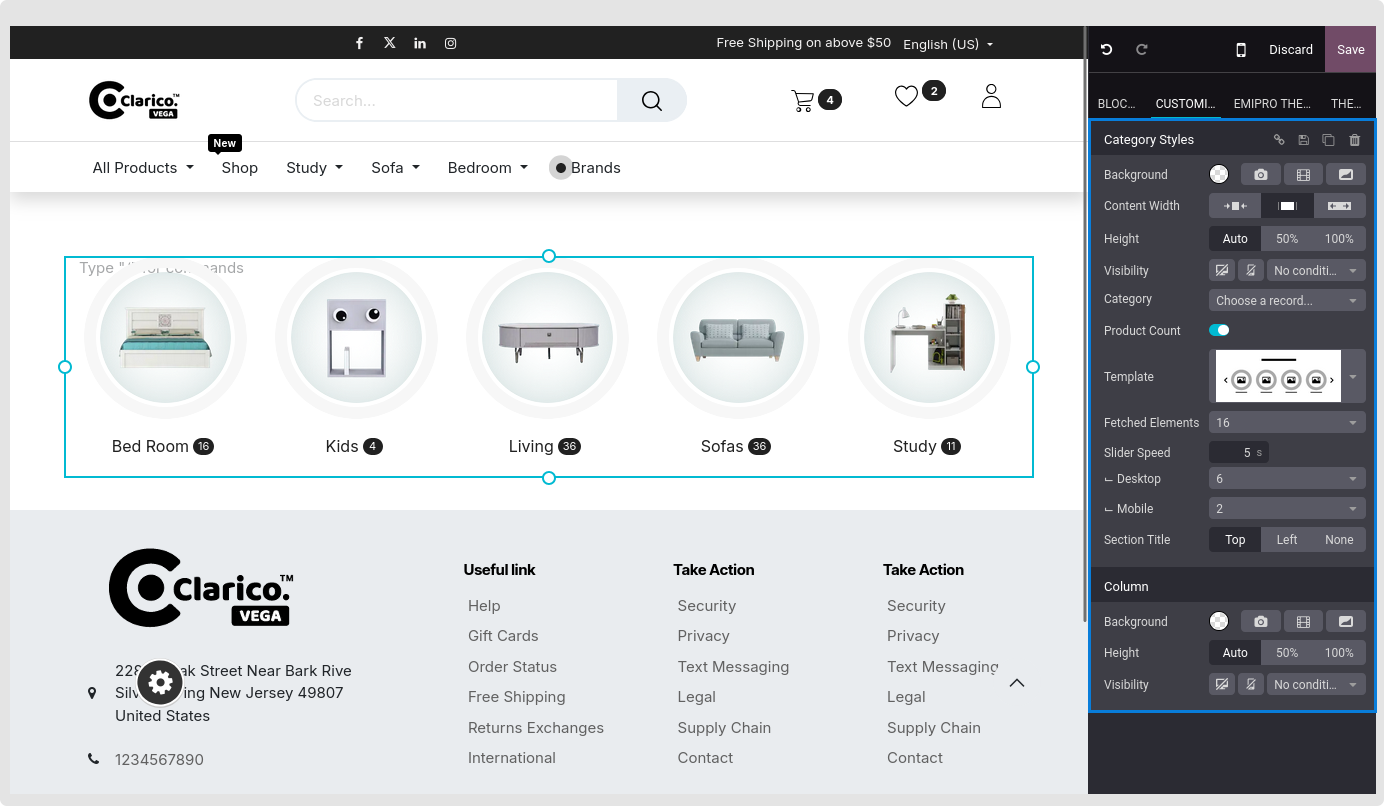 Free Shipping on above $50 English (US)
Discard Save
Clarico.™
VEGA
Search...
4
2
BLOC... CUSTOMI... EMIPRO THE... THE...
New
All Products Shop Study Sofa Bedroom Brands
Type "/" for commands
Bed Room 16 Kids 4 Living 36 Sofas 36 Study 11
Category Styles
Background
Content Width
Height Auto 50% 100%
Visibility No conditi...
Category Choose a record...
Product Count
Template
Fetched Elements 16
Slider Speed 5 s
Desktop 6
Mobile 2
Section Title Top Left None
Column
Background
Height Auto 50% 100%
Visibility No conditi...
Clarico.™
VEGA
228 ak Street Near Bark Rive
Silv ing New Jersey 49807
United States
1234567890
Useful link
Help
Gift Cards
Order Status
Free Shipping
Returns Exchanges
International
Take Action
Security
Privacy
Text Messaging
Legal
Supply Chain
Contact
Take Action
Security
Privacy
Text Messaging
Legal
Supply Chain
Contact